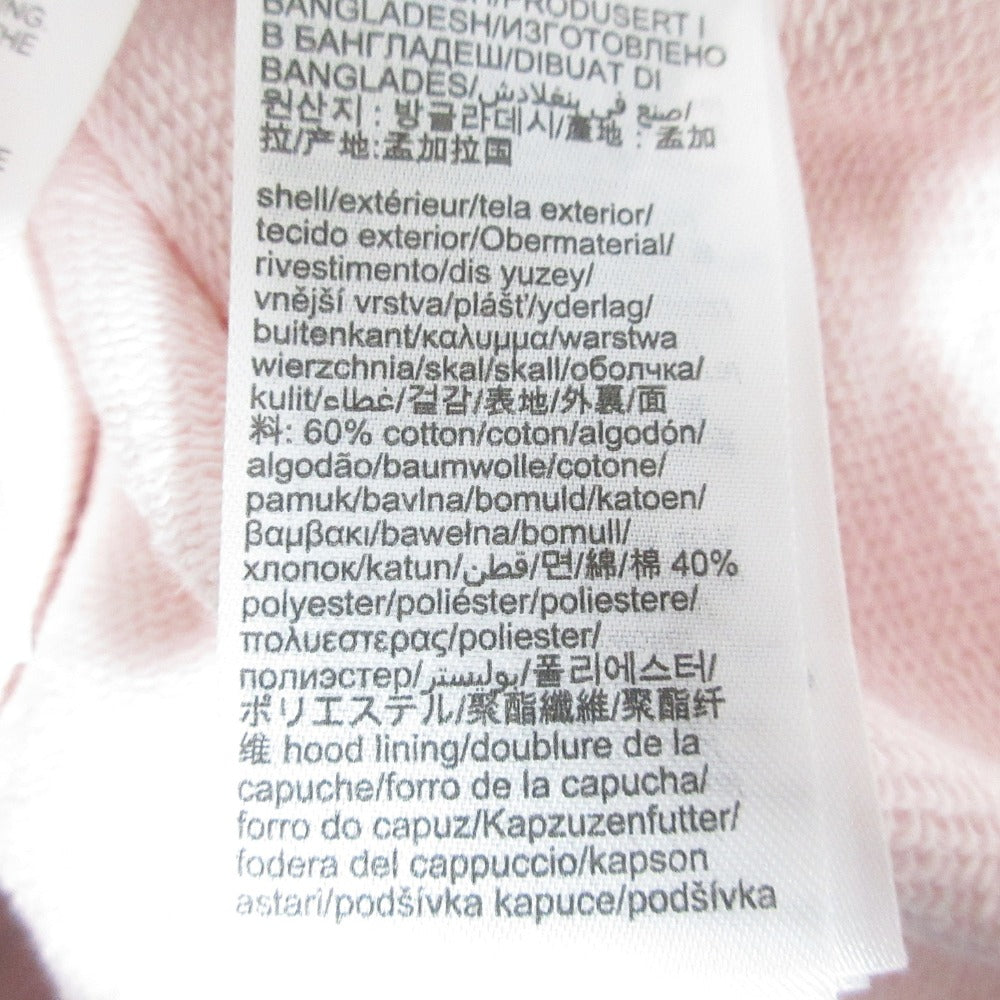 NG
CHE
E
/PRODUSERT I
BANGLADESH/ИЗГОТОВЛЕНО
В БАНГЛАДЕШ/DIBUAT DI
BANGLADES/صنع في بنغلادش/
원산지 : 방글라데시/產地 : 孟加
拉/产地:孟加拉国
shell/extérieur/tela exterior/
tecido exterior/Obermaterial/
rivestimento/dis yuzey/
vnější vrstva/plášť/yderlag/
buitenkant/καλυμμα/warstwa
wierzchnia/skal/skall/оболчка/
kulit/غطاء/겉감/表地/外裏/面
料: 60% cotton/coton/algodón/
algodão/baumwolle/cotone/
pamuk/bavlna/bomuld/katoen/
βαμβακι/bawełna/bomull/
хлопок/katun/قطن/면/綿/棉 40%
polyester/poliéster/poliestere/
πολυεστερας/poliester/
полиэстер/بوليستر/폴리에스터/
ポリエステル/聚酯纖維/聚酯纤
维 hood lining/doublure de la
capuche/forro de la capucha/
forro do capuz/Kapzuzenfutter/
fodera del cappuccio/kapson
astari/podšívka kapuce/podšívka